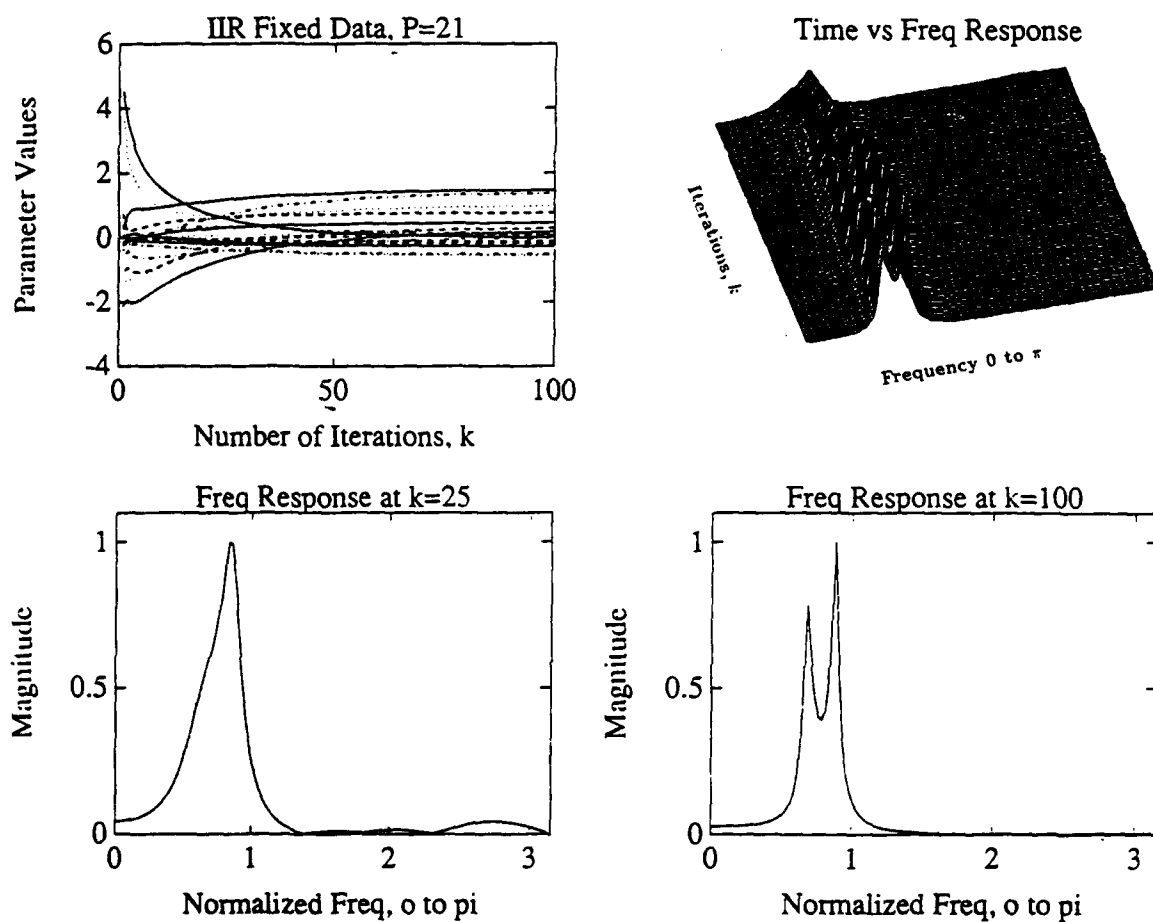 IIR Fixed Data, P=21
6
4
2
0
-2
-4
Parameter Values
0
50
100
Number of Iterations, k
Time vs Freq Response
Iterations, k
Frequency 0 to π
Freq Response at k=25
1
0.5
0
Magnitude
0
1
2
3
Normalized Freq, o to pi
Freq Response at k=100
1
0.5
0
Magnitude
0
1
2
3
Normalized Freq, o to pi